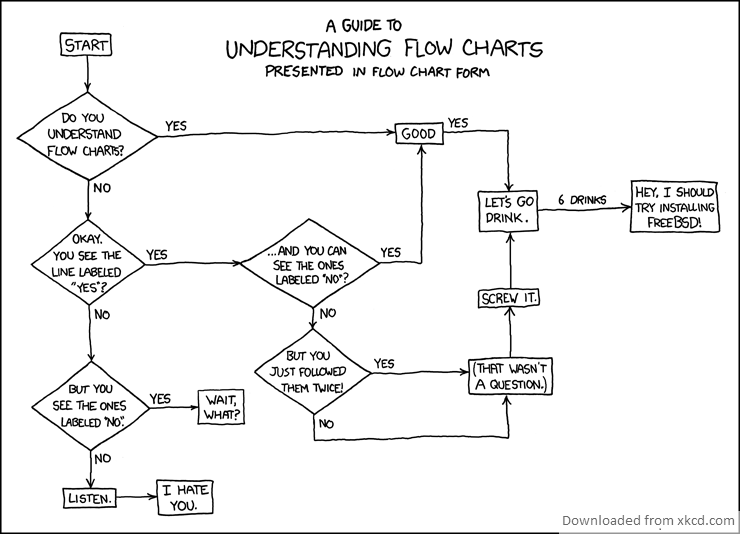 A GUIDE TO
UNDERSTANDING FLOW CHARTS
PRESENTED IN FLOW CHART FORM
START
DO YOU
UNDERSTAND
FLOW CHARTS?
YES
GOOD
YES
NO
LET'S GO
DRINK.
6 DRINKS
HEY, I SHOULD
TRY INSTALLING
FREEBSD!
OKAY.
YOU SEE THE
LINE LABELED
"YES"?
YES
...AND YOU CAN
SEE THE ONES
LABELED "NO"?
YES
SCREW IT.
NO
NO
BUT YOU
JUST FOLLOWED
THEM TWICE!
YES
(THAT WASN'T
A QUESTION.)
NO
BUT YOU
SEE THE ONES
LABELED "NO".
YES
WAIT,
WHAT?
NO
LISTEN.
I HATE
YOU.
Downloaded from xkcd.com